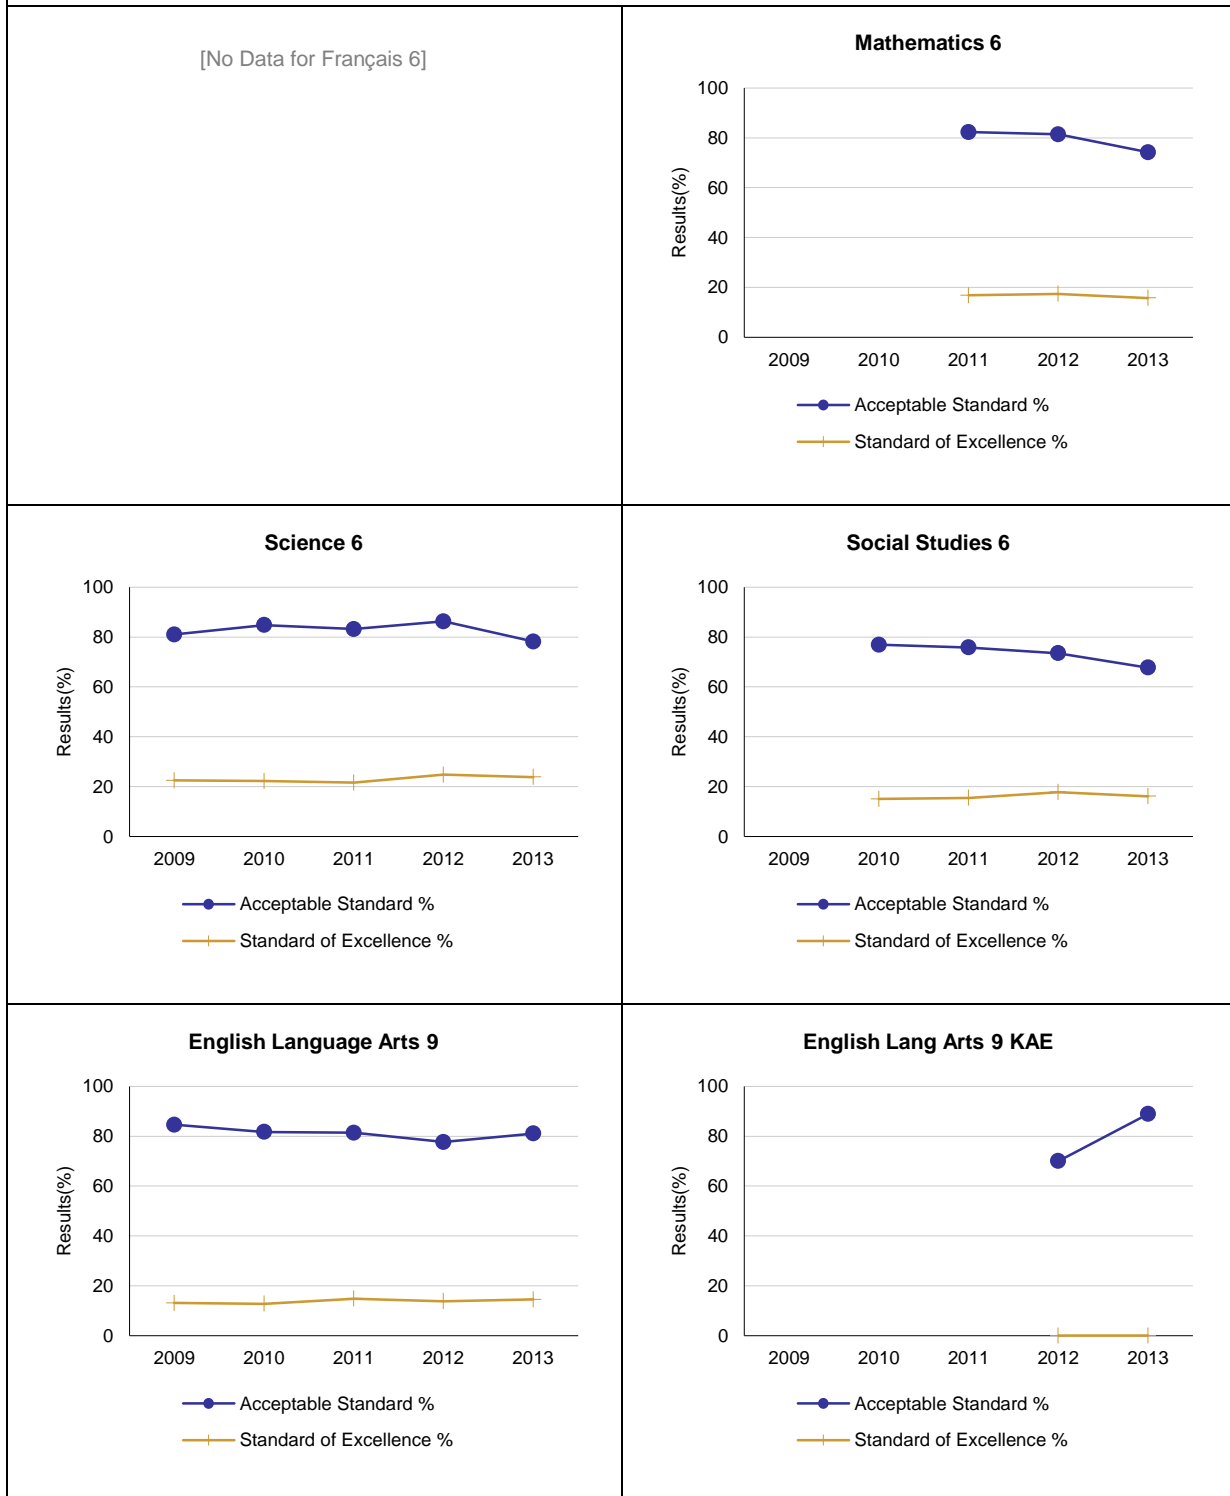 [No Data for Français 6]
Mathematics 6
100
80
60
40
20
0
Results(%)
2009 2010 2011 2012 2013
Acceptable Standard %
Standard of Excellence %
Science 6
100
80
60
40
20
0
Results(%)
2009 2010 2011 2012 2013
Acceptable Standard %
Standard of Excellence %
Social Studies 6
100
80
60
40
20
0
Results(%)
2009 2010 2011 2012 2013
Acceptable Standard %
Standard of Excellence %
English Language Arts 9
100
80
60
40
20
0
Results(%)
2009 2010 2011 2012 2013
Acceptable Standard %
Standard of Excellence %
English Lang Arts 9 KAE
100
80
60
40
20
0
Results(%)
2009 2010 2011 2012 2013
Acceptable Standard %
Standard of Excellence %